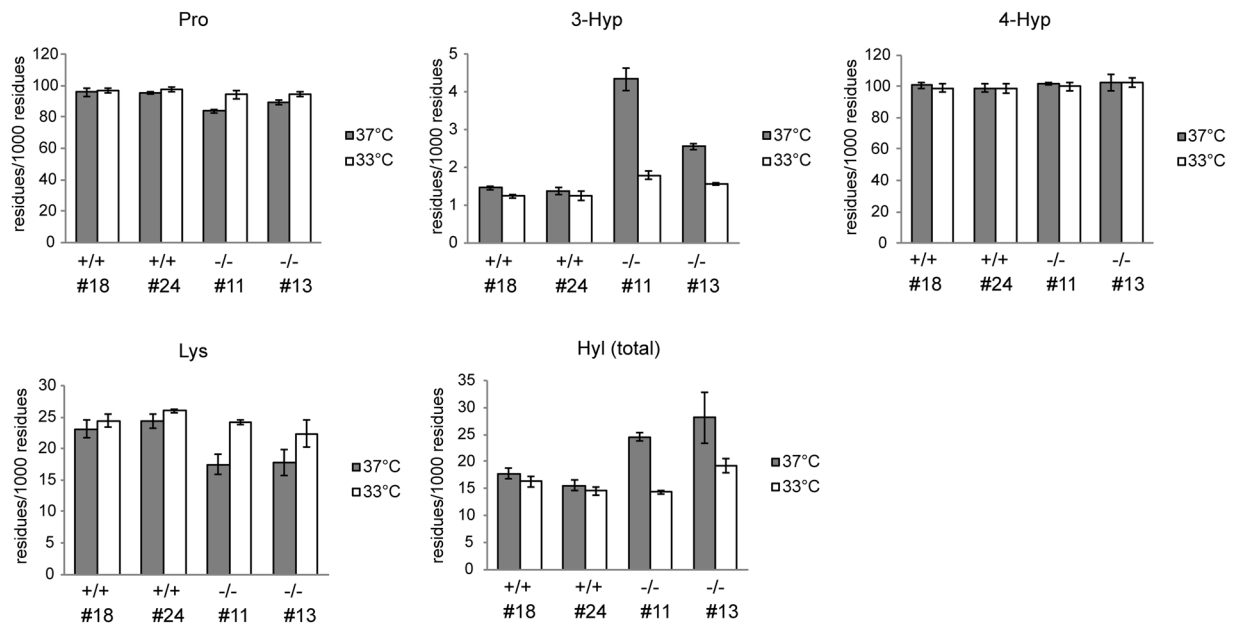 Pro
residues/1000 residues
120
100
80
60
40
20
0
+/+ +/+ -/- -/-
#18 #24 #11 #13
37°C
33°C
3-Hyp
residues/1000 residues
5
4
3
2
1
0
+/+ +/+ -/- -/-
#18 #24 #11 #13
37°C
33°C
4-Hyp
residues/1000 residues
120
100
80
60
40
20
0
+/+ +/+ -/- -/-
#18 #24 #11 #13
37°C
33°C
Lys
residues/1000 residues
30
25
20
15
10
5
0
+/+ +/+ -/- -/-
#18 #24 #11 #13
37°C
33°C
Hyl (total)
residues/1000 residues
35
30
25
20
15
10
5
0
+/+ +/+ -/- -/-
#18 #24 #11 #13
37°C
33°C